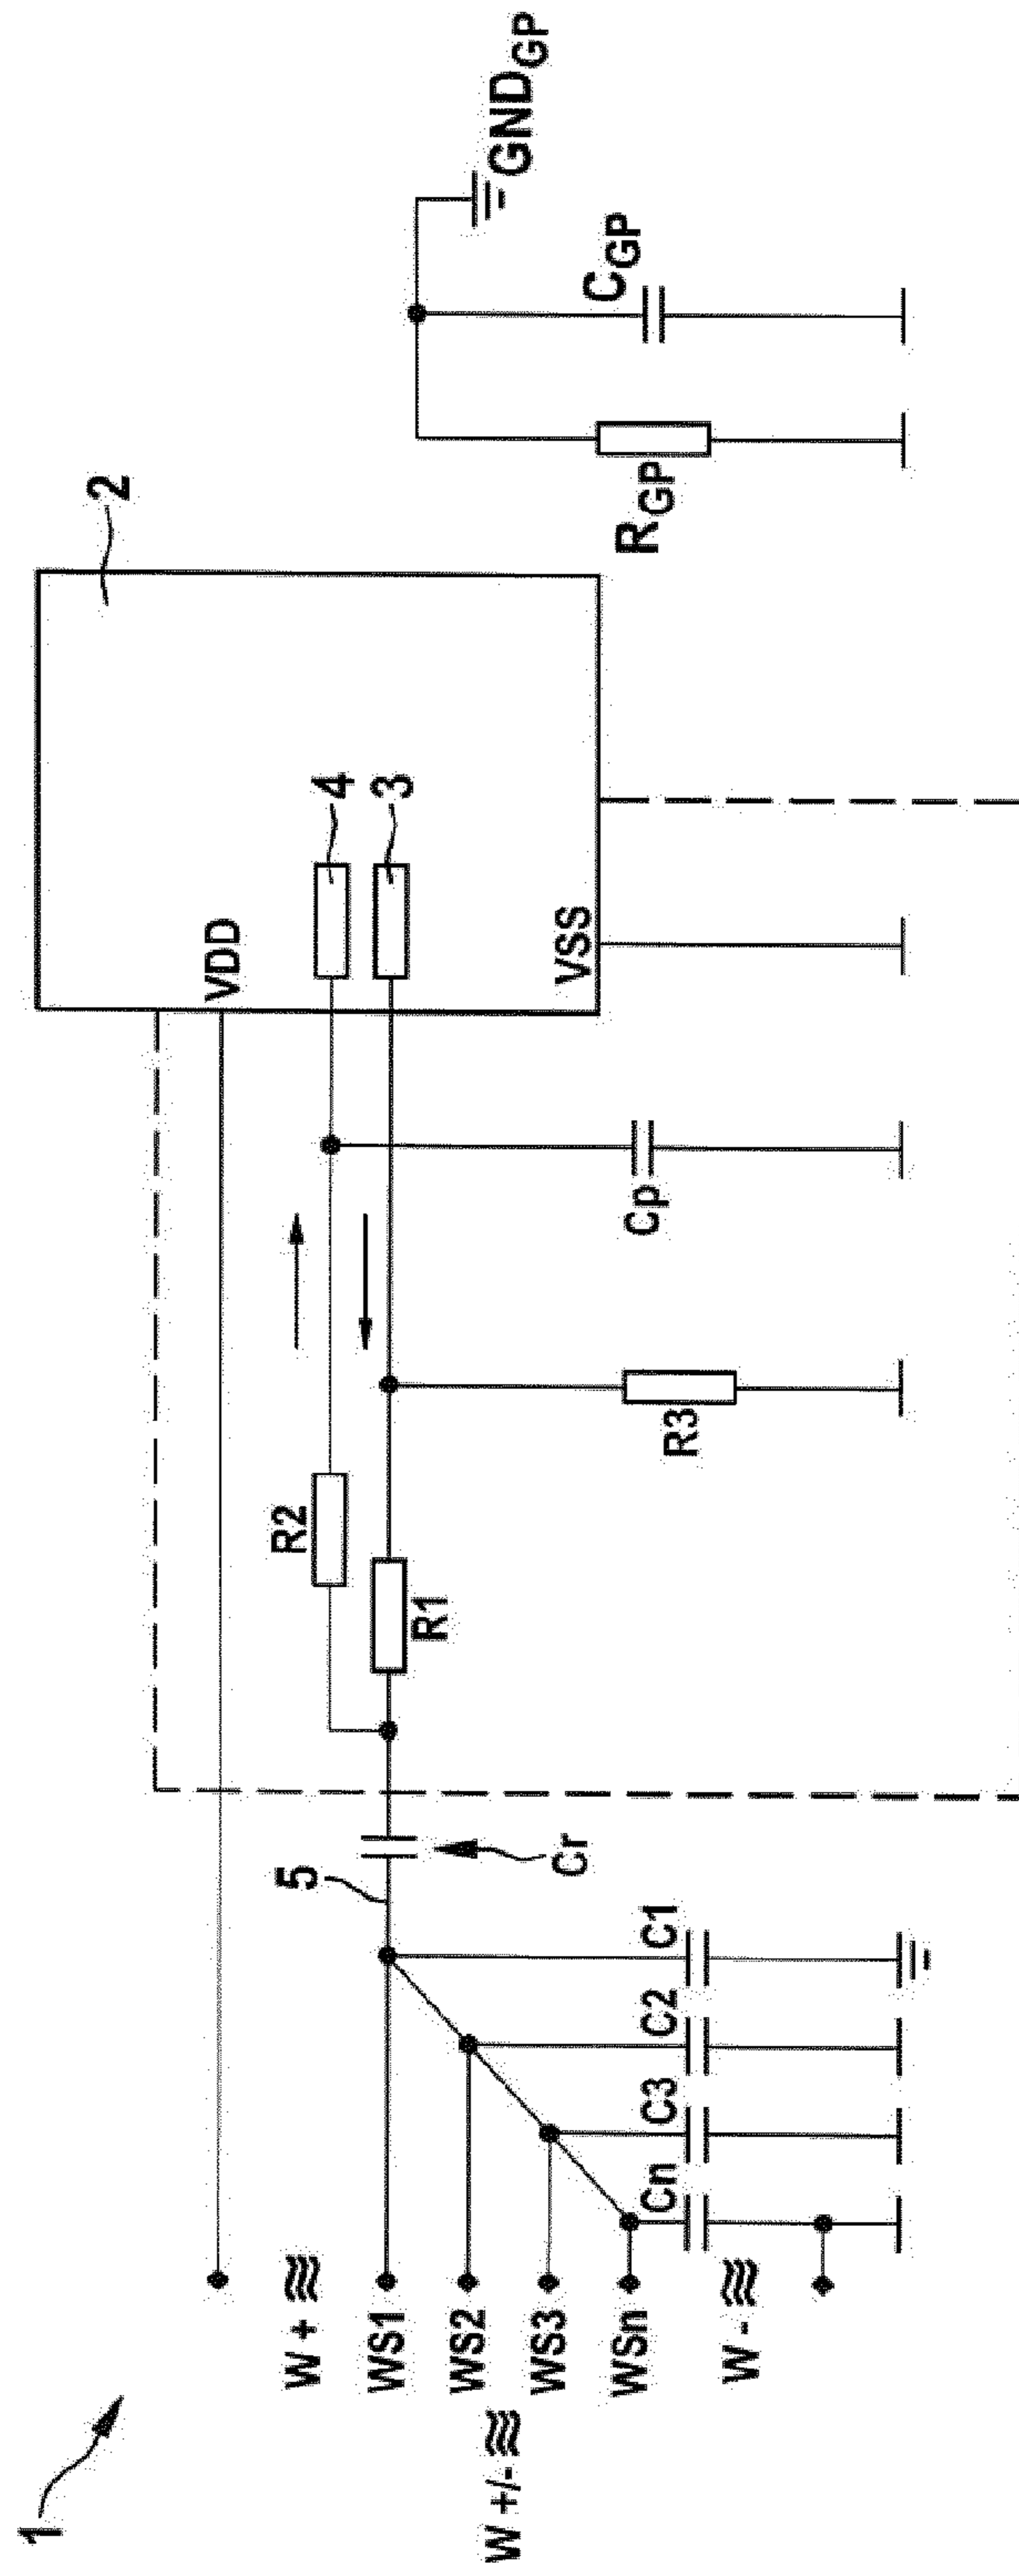 1
2
VDD
4
3
VSS
R2
R1
R3
Cp
5
Cr
C1
C2
C3
Cn
W +
WS1
WS2
WS3
WSn
W -
W +/-
R_GP
C_GP
GND_GP